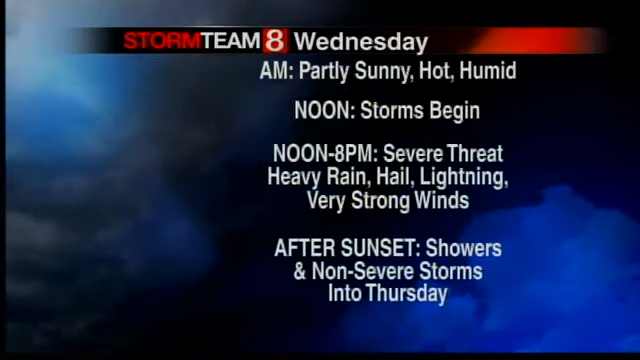 STORMTEAM 8 Wednesday
AM: Partly Sunny, Hot, Humid
NOON: Storms Begin
NOON-8PM: Severe Threat
Heavy Rain, Hail, Lightning,
Very Strong Winds
AFTER SUNSET: Showers
& Non-Severe Storms
Into Thursday